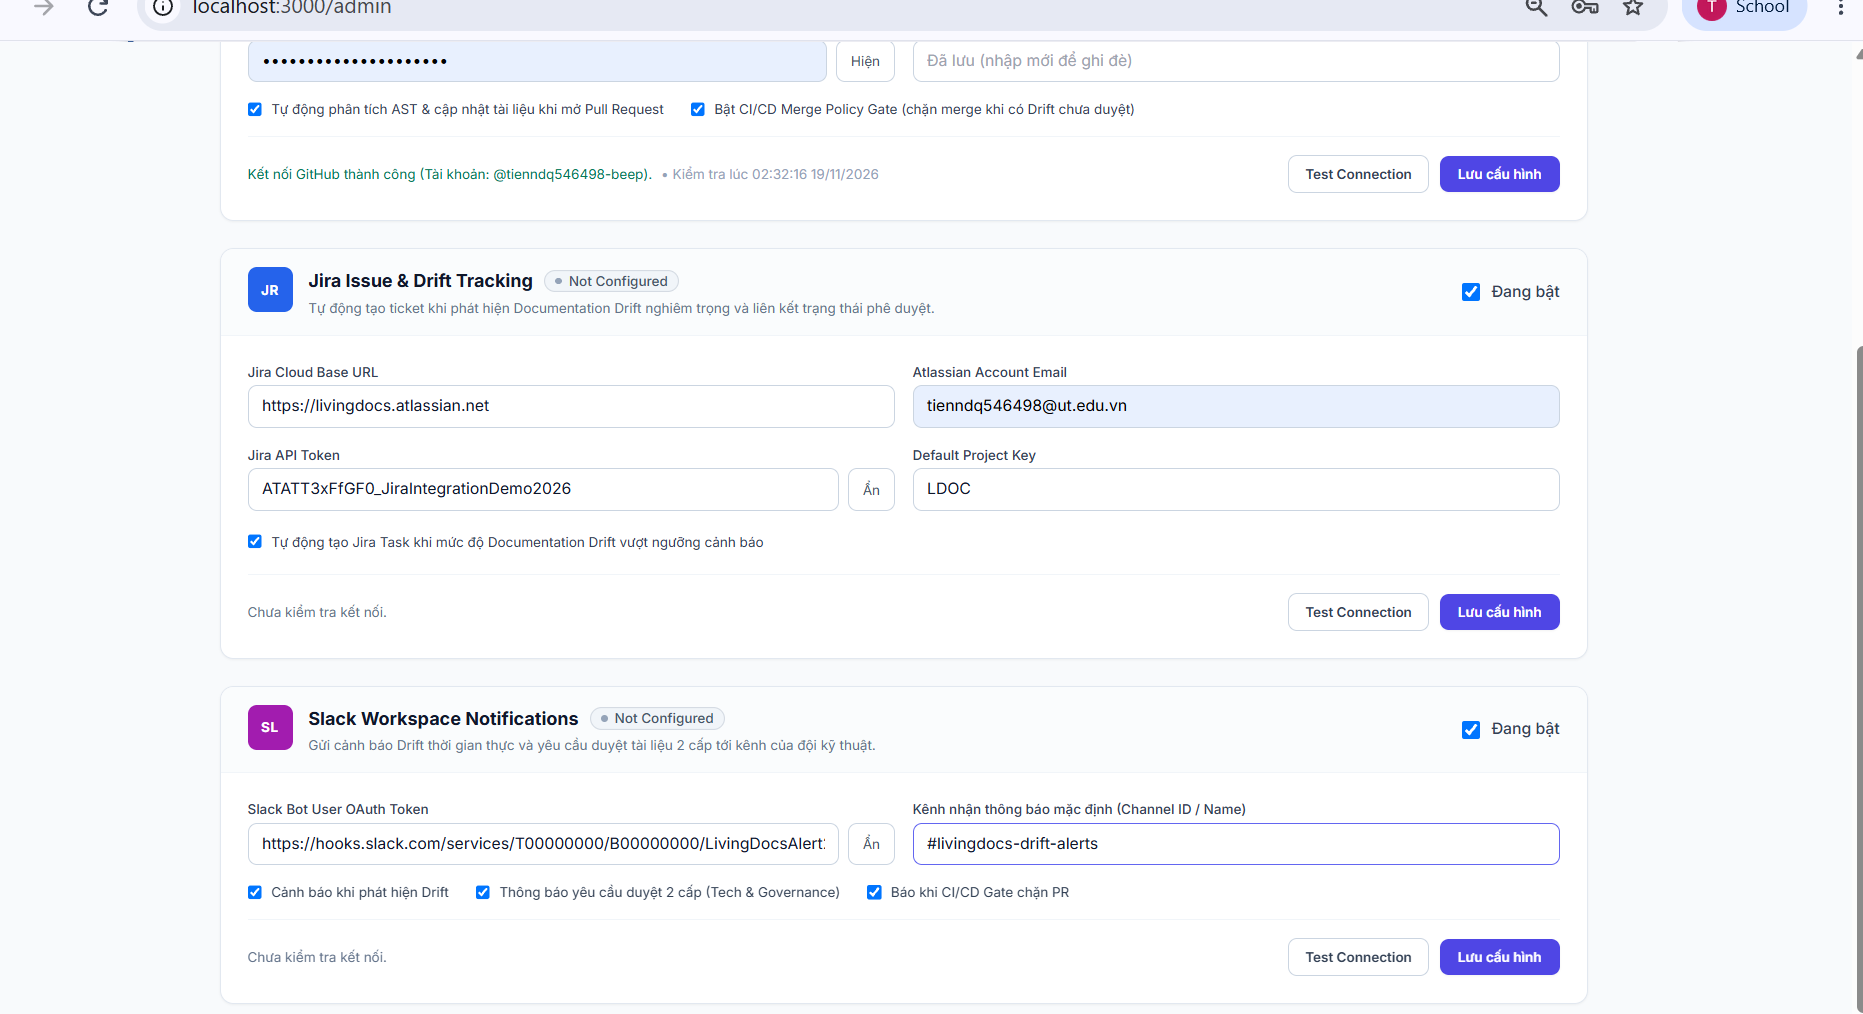 localhost:3000/admin
T School
•••••••••••••••••••••
Hiện
Đã lưu (nhập mới để ghi đè)
Tự động phân tích AST & cập nhật tài liệu khi mở Pull Request
Bật CI/CD Merge Policy Gate (chặn merge khi có Drift chưa duyệt)
Kết nối GitHub thành công (Tài khoản: @tienndq546498-beep). • Kiểm tra lúc 02:32:16 19/11/2026
Test Connection
Lưu cấu hình
JR
Jira Issue & Drift Tracking
Not Configured
Tự động tạo ticket khi phát hiện Documentation Drift nghiêm trọng và liên kết trạng thái phê duyệt.
Đang bật
Jira Cloud Base URL
https://livingdocs.atlassian.net
Atlassian Account Email
tienndq546498@ut.edu.vn
Jira API Token
ATATT3xFfGF0_JiraIntegrationDemo2026
Ẩn
Default Project Key
LDOC
Tự động tạo Jira Task khi mức độ Documentation Drift vượt ngưỡng cảnh báo
Chưa kiểm tra kết nối.
Test Connection
Lưu cấu hình
SL
Slack Workspace Notifications
Not Configured
Gửi cảnh báo Drift thời gian thực và yêu cầu duyệt tài liệu 2 cấp tới kênh của đội kỹ thuật.
Đang bật
Slack Bot User OAuth Token
https://hooks.slack.com/services/T00000000/B00000000/LivingDocsAlert
Ẩn
Kênh nhận thông báo mặc định (Channel ID / Name)
#livingdocs-drift-alerts
Cảnh báo khi phát hiện Drift
Thông báo yêu cầu duyệt 2 cấp (Tech & Governance)
Báo khi CI/CD Gate chặn PR
Chưa kiểm tra kết nối.
Test Connection
Lưu cấu hình